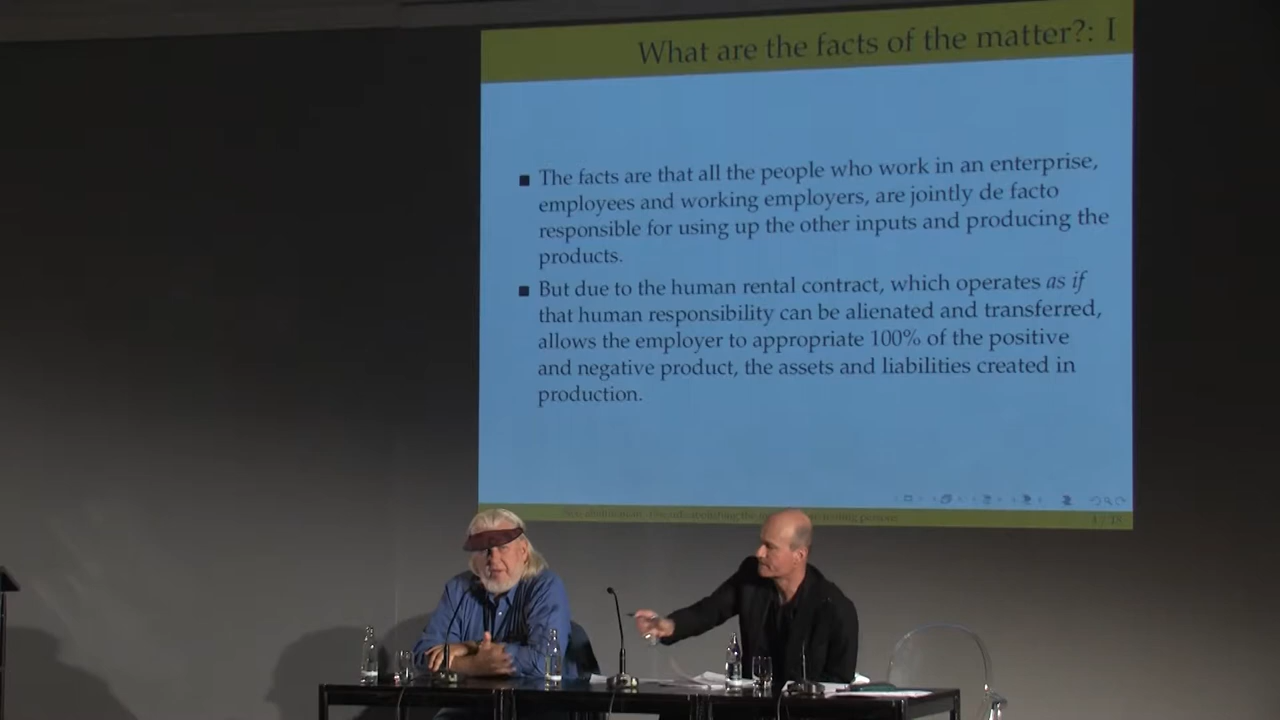 What are the facts of the matter?: I
The facts are that all the people who work in an enterprise,
employees and working employers, are jointly de facto
responsible for using up the other inputs and producing the
products.
But due to the human rental contract, which operates as if
that human responsibility can be alienated and transferred,
allows the employer to appropriate 100% of the positive
and negative product, the assets and liabilities created in
production.